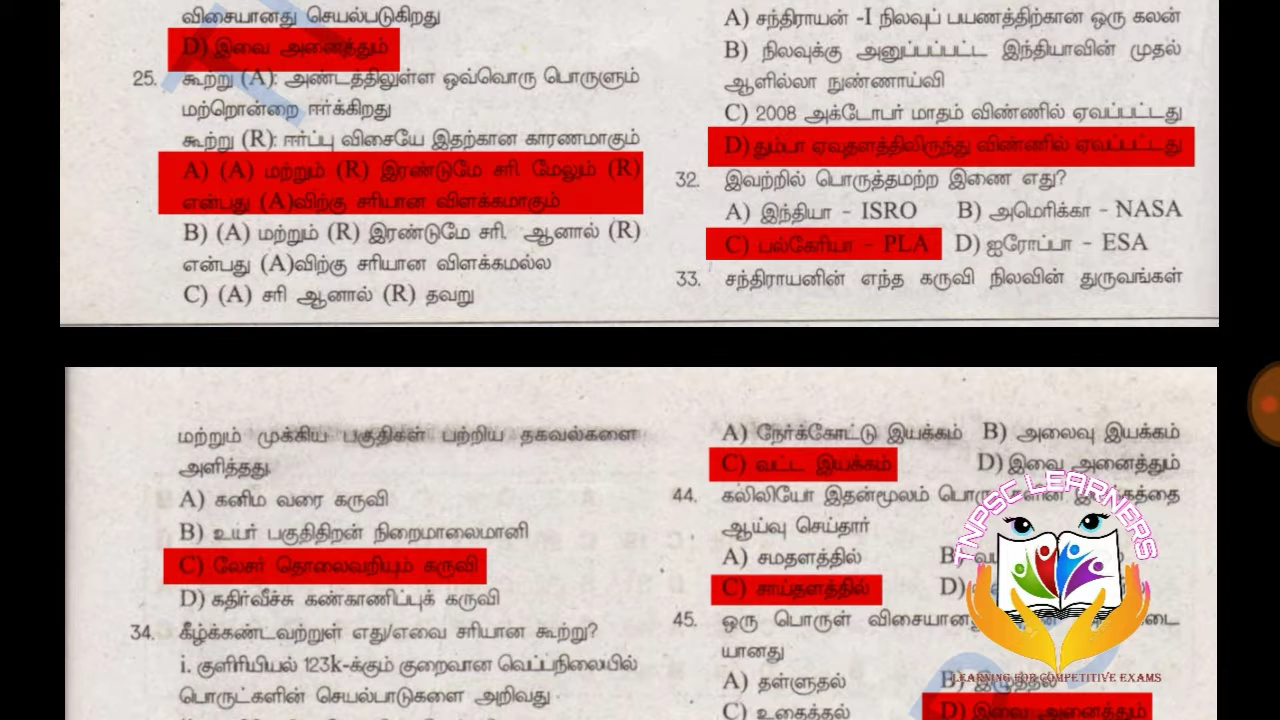 விசையானது செயல்படுகிறது
D) இவை அனைத்தும்
25. கூற்று (A): அண்டத்திலுள்ள ஒவ்வொரு பொருளும்
மற்றொன்றை ஈர்க்கிறது
கூற்று (R): ஈர்ப்பு விசையே இதற்கான காரணமாகும்
A) (A) மற்றும் (R) இரண்டுமே சரி மேலும் (R)
என்பது (A)விற்கு சரியான விளக்கமாகும்
B) (A) மற்றும் (R) இரண்டுமே சரி. ஆனால் (R)
என்பது (A)விற்கு சரியான விளக்கமல்ல
C) (A) சரி ஆனால் (R) தவறு
A) சந்திராயன் -I நிலவுப் பயணத்திற்கான ஒரு கலன்
B) நிலவுக்கு அனுப்பப்பட்ட இந்தியாவின் முதல்
ஆளில்லா நுண்ணாய்வி
C) 2008 அக்டோபர் மாதம் விண்ணில் ஏவப்பட்டது
D) தும்பா ஏவுதளத்திலிருந்து விண்ணில் ஏவப்பட்டது
32. இவற்றில் பொருத்தமற்ற இணை எது?
A) இந்தியா - ISRO B) அமெரிக்கா - NASA
C) பல்கேரியா - PLA D) ஐரோப்பா - ESA
33. சந்திராயனின் எந்த கருவி நிலவின் துருவங்கள்
மற்றும் முக்கிய பகுதிகள் பற்றிய தகவல்களை
அளித்தது.
A) கனிம வரை கருவி
B) உயர் பகுதிதிறன் நிறைமாலைமானி
C) லேசர் தொலைவறியும் கருவி
D) கதிர்வீச்சு கண்காணிப்புக் கருவி
34. கீழ்க்கண்டவற்றுள் எது/எவை சரியான கூற்று?
i. குளிரியியல் 123k-க்கும் குறைவான வெப்பநிலையில்
பொருட்களின் செயல்பாடுகளை அறிவது
A) நேர்க்கோட்டு இயக்கம் B) அலைவு இயக்கம்
C) வட்ட இயக்கம் D) இவை அனைத்தும்
44. கலிலியோ இதன்மூலம்
ஆய்வு செய்தார்
A) சமதளத்தில் B)
C) சாய்தளத்தில் D)
45. ஒரு பொருள்
யானது
A) தள்ளுதல் B) இழுத்தல்
C) உதைத்தல் D) இவை அனைத்தும்
TNPSC LEARNERS
LEARNING FOR COMPETITIVE EXAMS